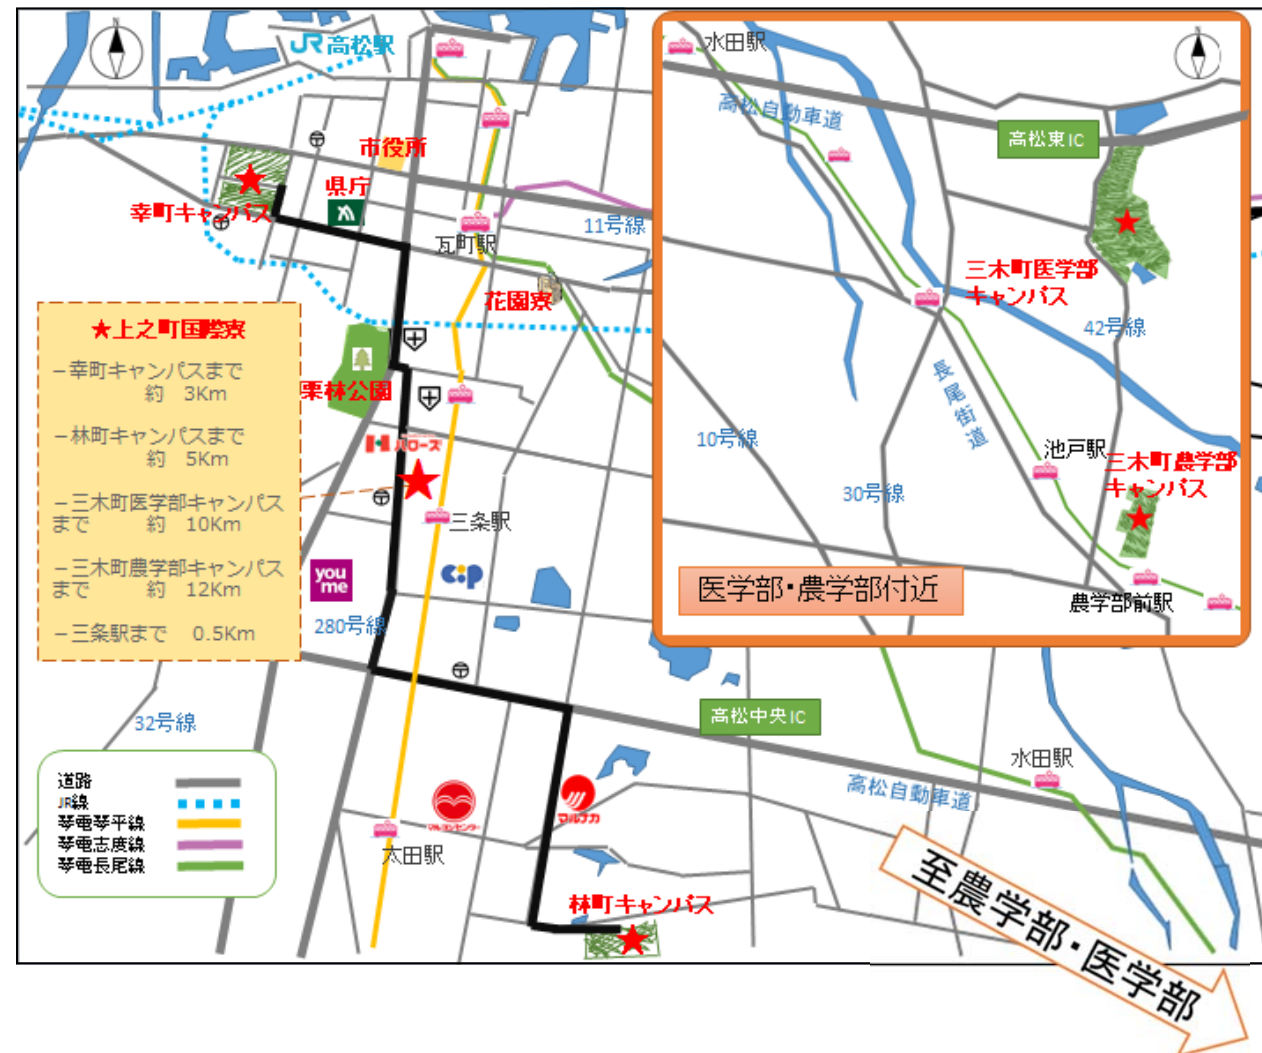 JR高松駅
水田駅
高松自動車道
高松東IC
市役所
県庁
幸町キャンパス
11号線
瓦町駅
花園寮
三木町医学部
キャンパス
42号線
★上之町国際寮
－幸町キャンパスまで
約 3Km
－林町キャンパスまで
約 5Km
－三木町医学部キャンパス
まで 約 10Km
－三木町農学部キャンパス
まで 約 12Km
－三条駅まで 0.5Km
栗林公園
ハローズ
長尾街道
10号線
池戸駅
三木町農学部
キャンパス
30号線
三条駅
you
me
医学部・農学部付近
農学部前駅
280号線
高松中央IC
32号線
水田駅
高松自動車道
道路
JR線
琴電琴平線
琴電志度線
琴電長尾線
マルナカ
太田駅
林町キャンパス
至農学部・医学部